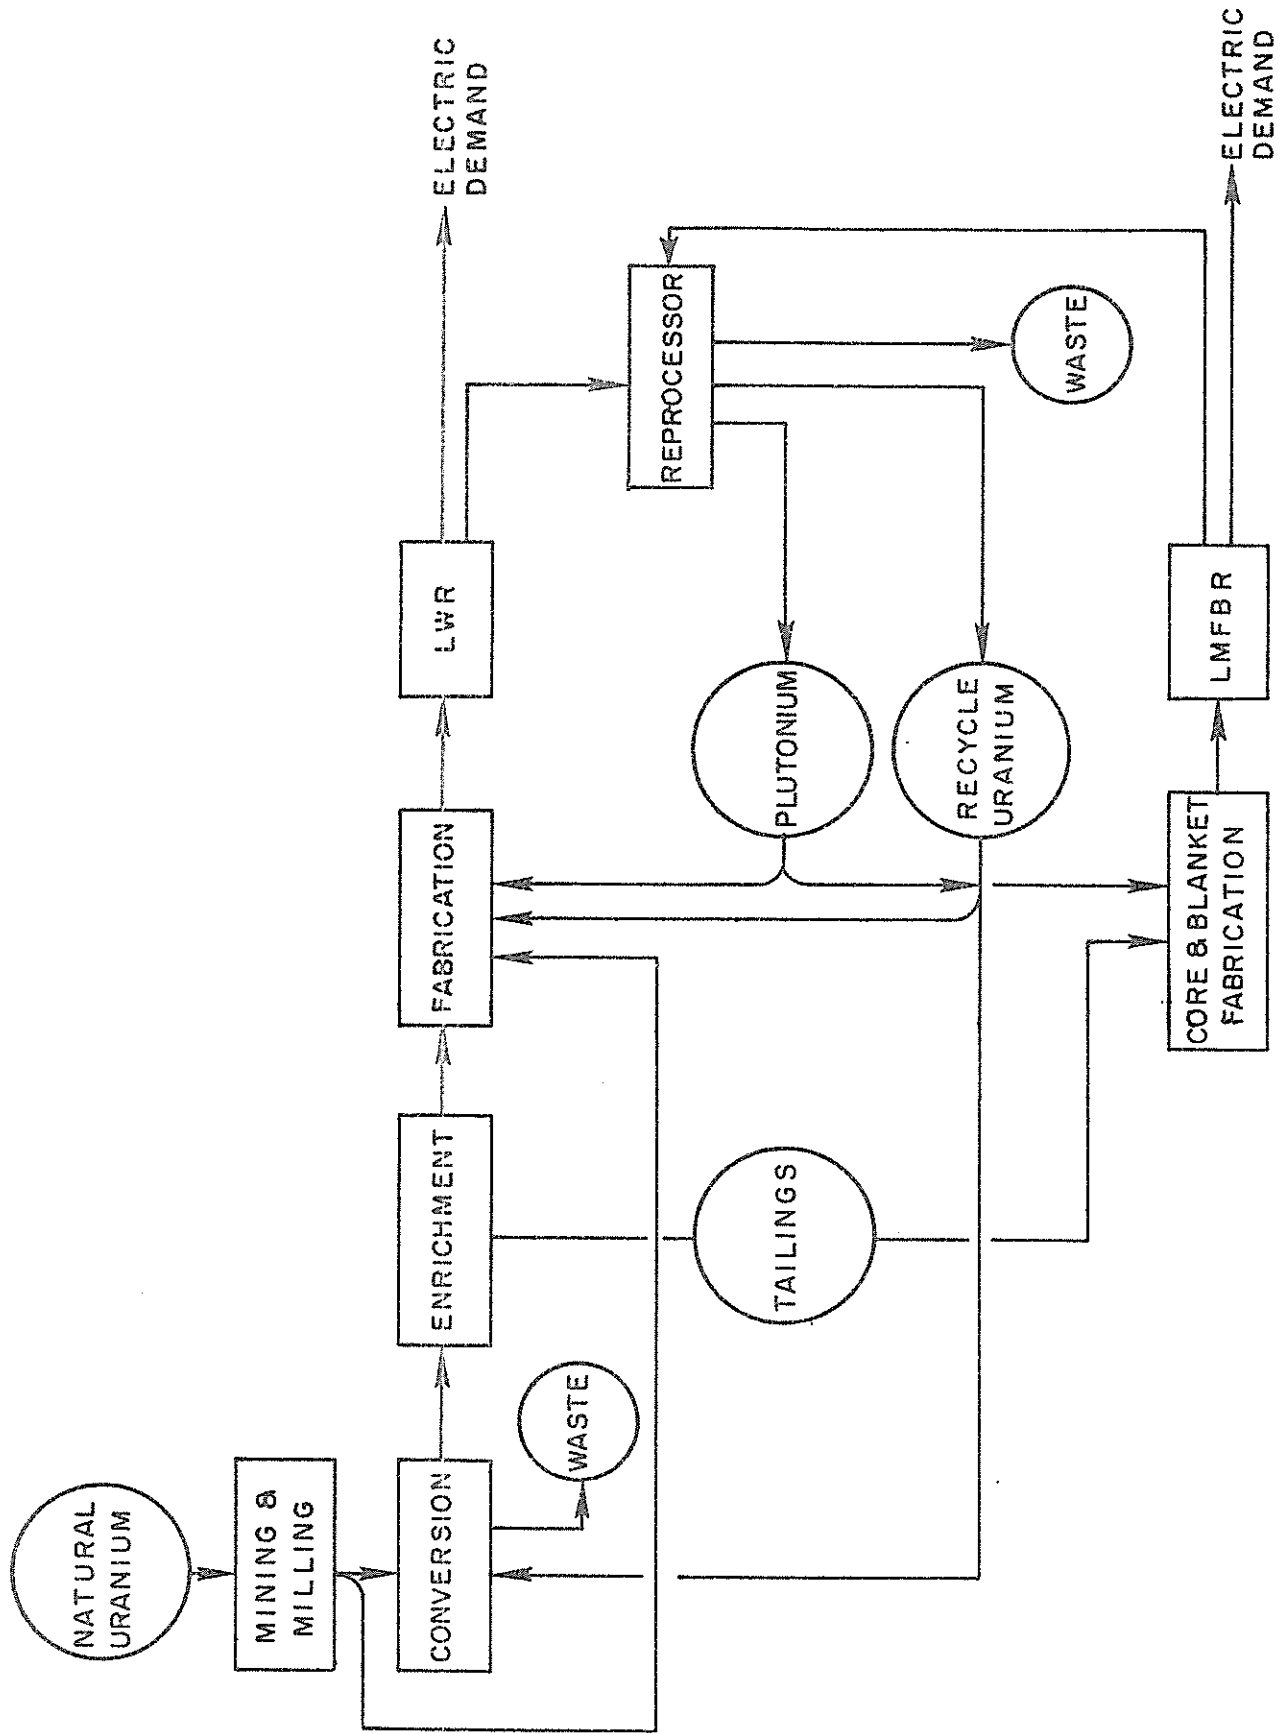 NATURAL
URANIUM
MINING &
MILLING
CONVERSION
WASTE
ENRICHMENT
TAILINGS
FABRICATION
LWR
ELECTRIC
DEMAND
REPROCESSOR
WASTE
PLUTONIUM
RECYCLE
URANIUM
CORE & BLANKET
FABRICATION
LMFBR
ELECTRIC
DEMAND